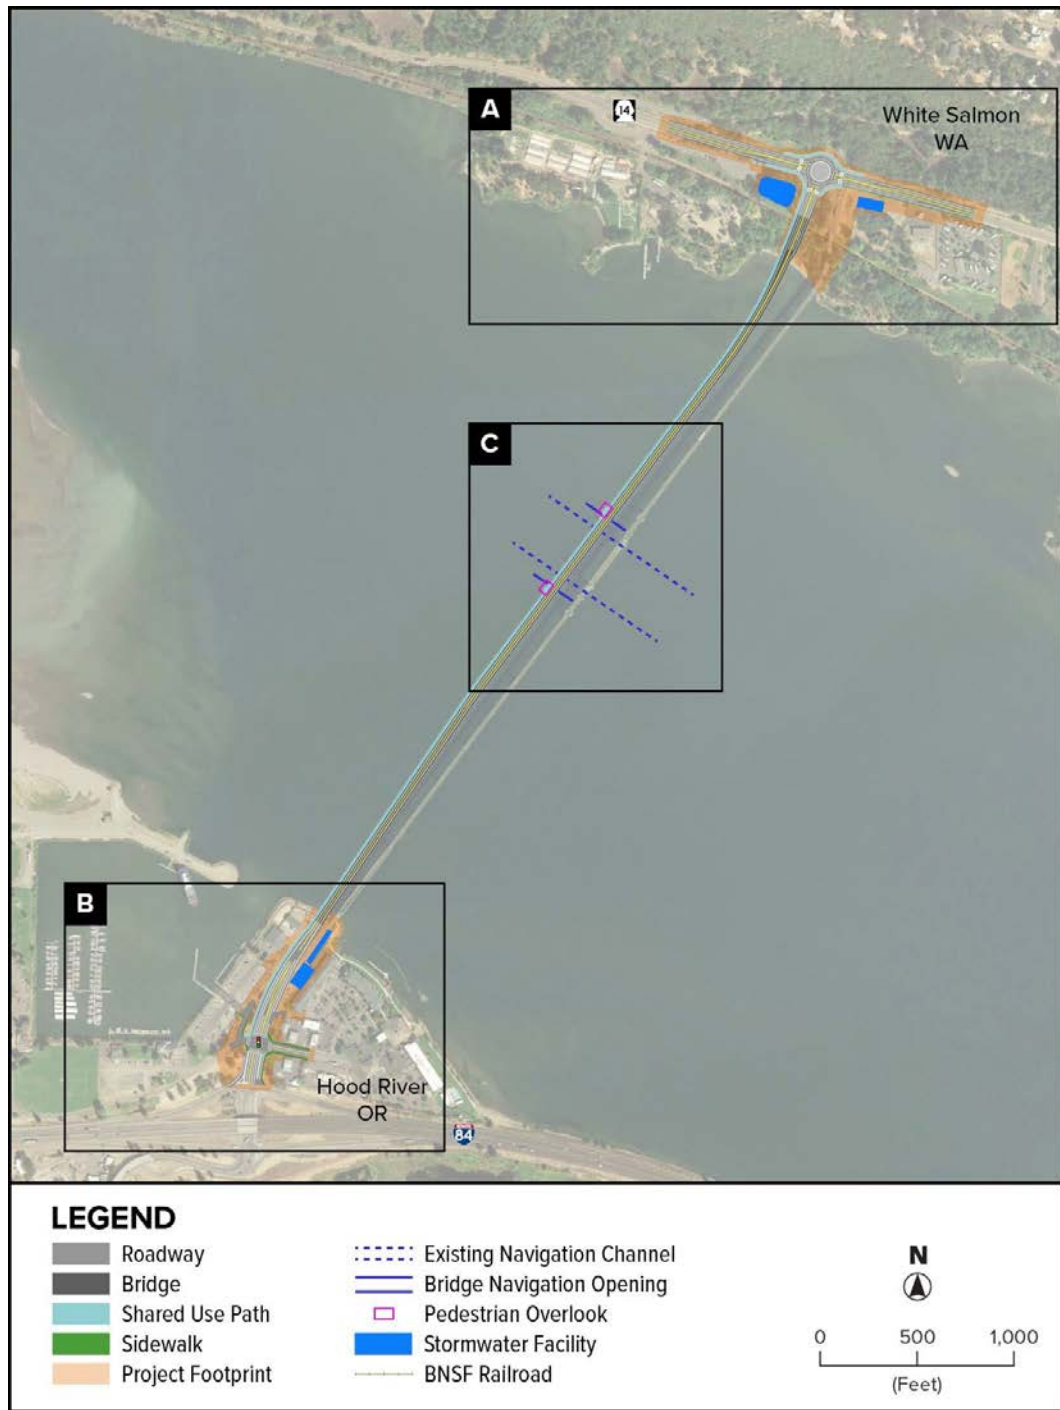 A
14
White Salmon
WA
C
B
Hood River
OR
84
LEGEND
Roadway
Bridge
Shared Use Path
Sidewalk
Project Footprint
Existing Navigation Channel
Bridge Navigation Opening
Pedestrian Overlook
Stormwater Facility
BNSF Railroad
N
0 500 1,000
(Feet)